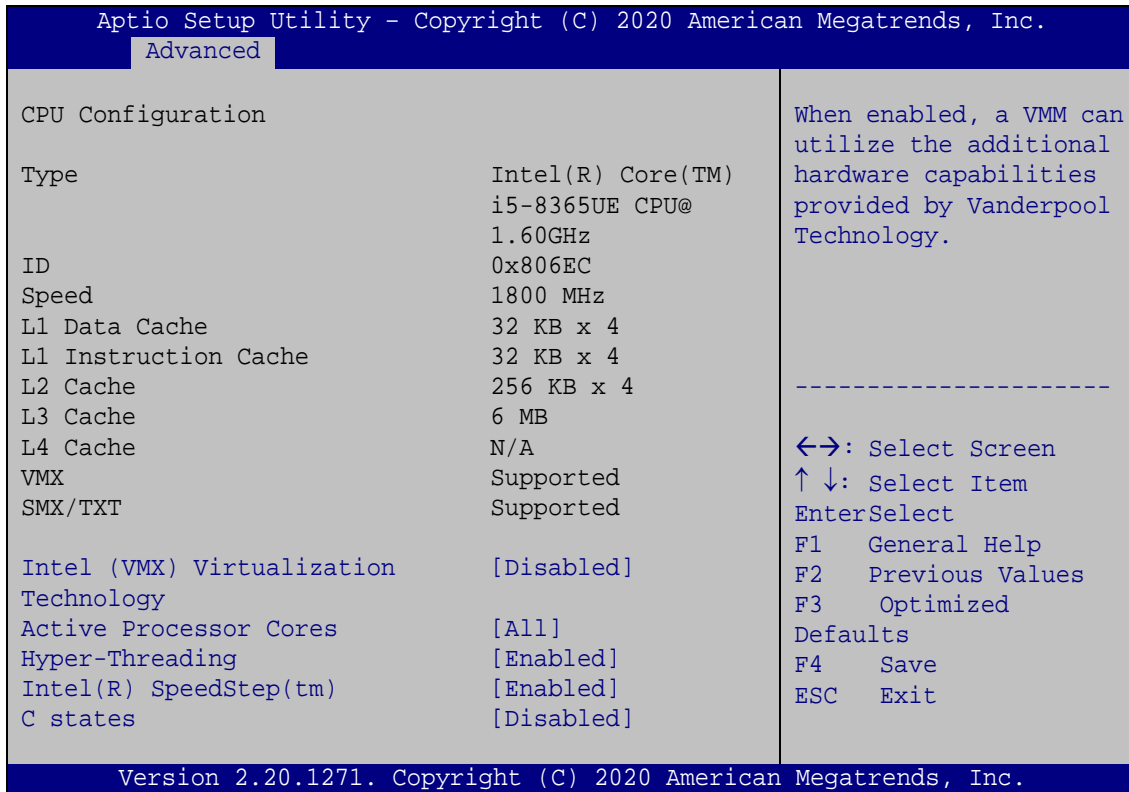 Aptio Setup Utility – Copyright (C) 2020 American Megatrends, Inc.
Advanced
CPU Configuration
Type Intel(R) Core(TM)
i5-8365UE CPU@
1.60GHz
ID 0x806EC
Speed 1800 MHz
L1 Data Cache 32 KB x 4
L1 Instruction Cache 32 KB x 4
L2 Cache 256 KB x 4
L3 Cache 6 MB
L4 Cache N/A
VMX Supported
SMX/TXT Supported
Intel (VMX) Virtualization [Disabled]
Technology
Active Processor Cores [All]
Hyper-Threading [Enabled]
Intel(R) SpeedStep(tm) [Enabled]
C states [Disabled]
When enabled, a VMM can
utilize the additional
hardware capabilities
provided by Vanderpool
Technology.
----------------------
←→: Select Screen
↑ ↓: Select Item
EnterSelect
F1 General Help
F2 Previous Values
F3 Optimized
Defaults
F4 Save
ESC Exit
Version 2.20.1271. Copyright (C) 2020 American Megatrends, Inc.